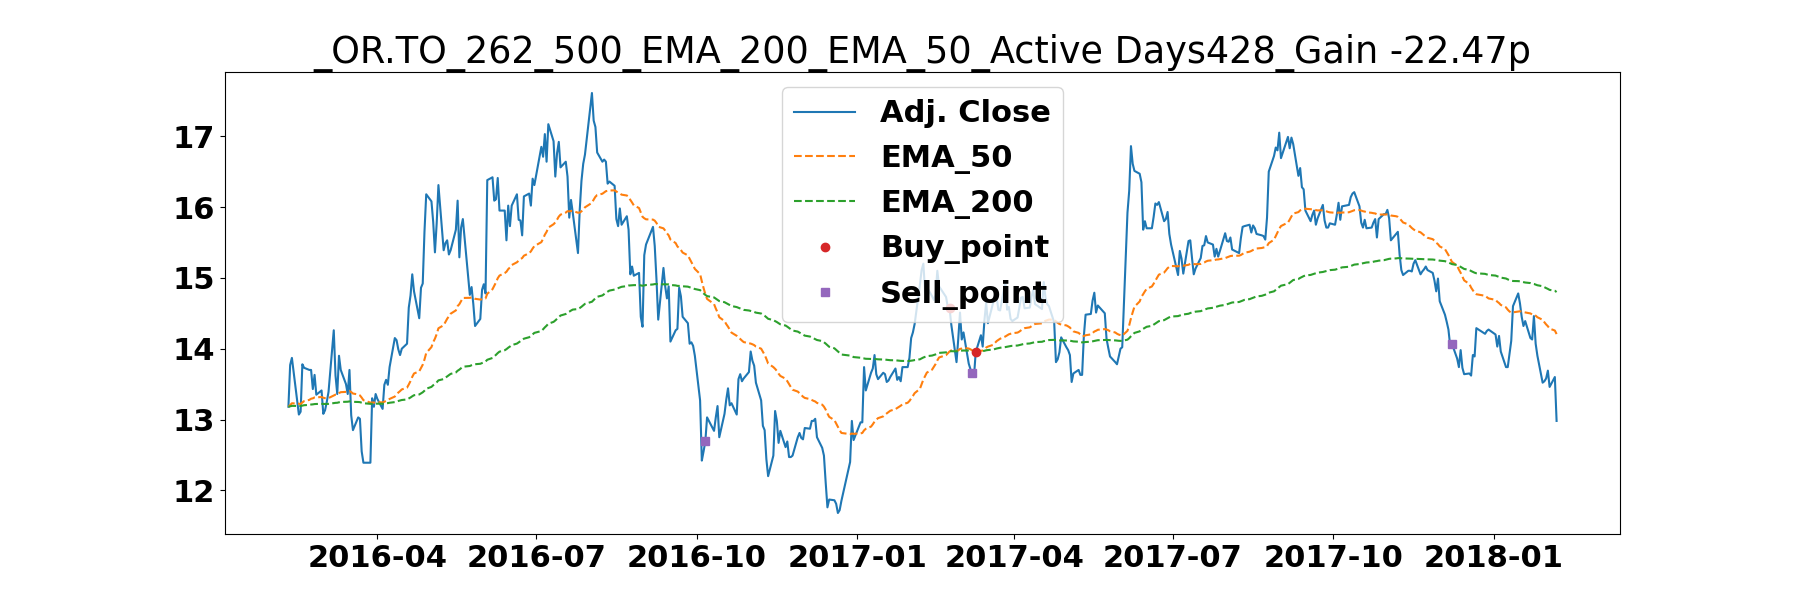 _OR.TO_262_500_EMA_200_EMA_50_Active Days428_Gain -22.47p
Adj. Close
EMA_50
EMA_200
Buy_point
Sell_point
17
16
15
14
13
12
2016-04 2016-07 2016-10 2017-01 2017-04 2017-07 2017-10 2018-01